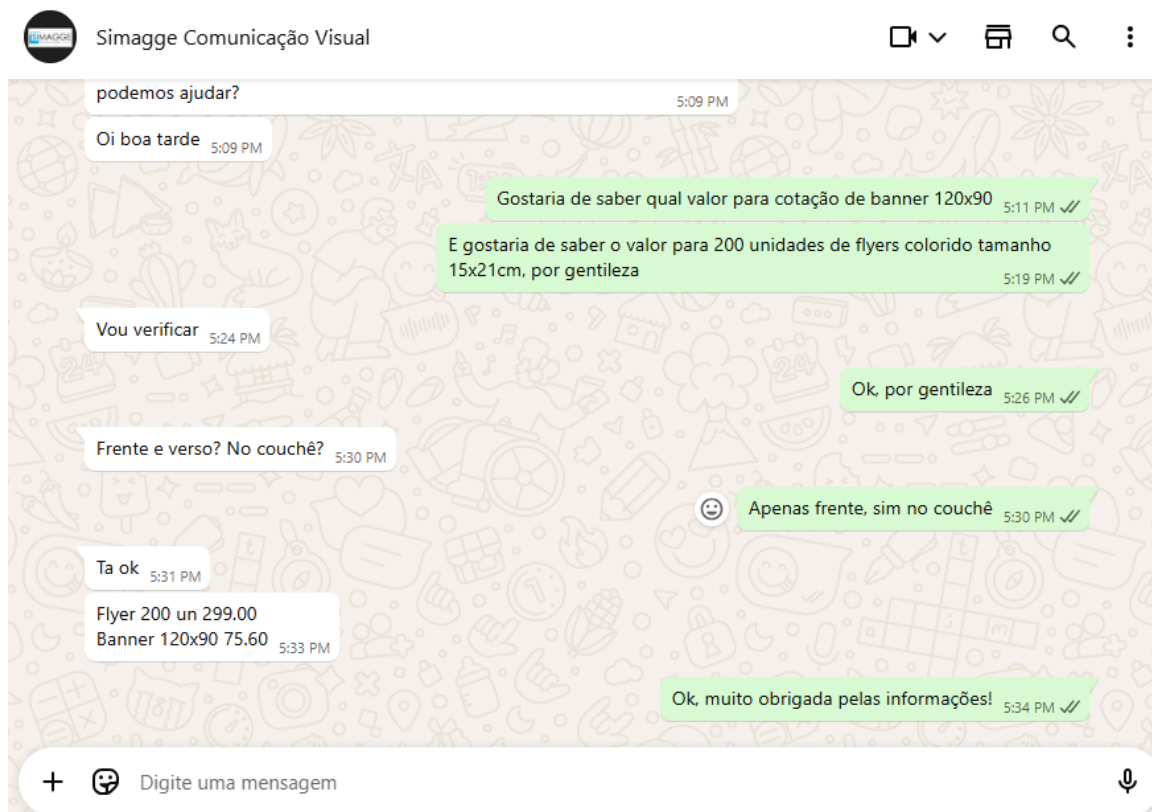 SIMAGGE
Simagge Comunicação Visual
podemos ajudar?
5:09 PM
Oi boa tarde 5:09 PM
Gostaria de saber qual valor para cotação de banner 120x90 5:11 PM
E gostaria de saber o valor para 200 unidades de flyers colorido tamanho
15x21cm, por gentileza 5:19 PM
Vou verificar 5:24 PM
Ok, por gentileza 5:26 PM
Frente e verso? No couchê? 5:30 PM
Apenas frente, sim no couchê 5:30 PM
Ta ok 5:31 PM
Flyer 200 un 299.00
Banner 120x90 75.60 5:33 PM
Ok, muito obrigada pelas informações! 5:34 PM
Digite uma mensagem